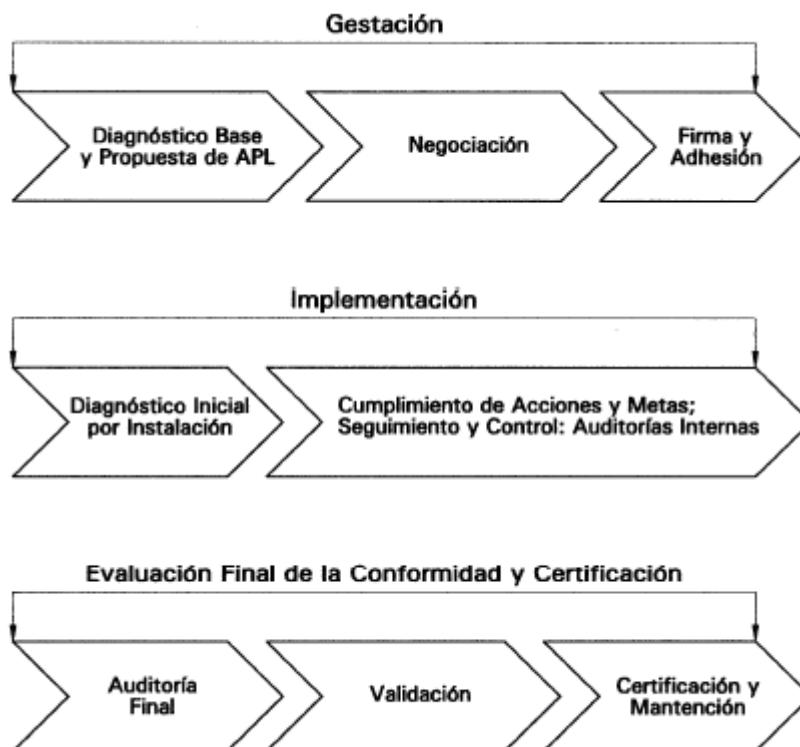 Gestación
Diagnóstico Base
y Propuesta de APL
Negociación
Firma y
Adhesión
Implementación
Diagnóstico Inicial
por Instalación
Cumplimiento de Acciones y Metas;
Seguimiento y Control: Auditorías Internas
Evaluación Final de la Conformidad y Certificación
Auditoría
Final
Validación
Certificación y
Mantención